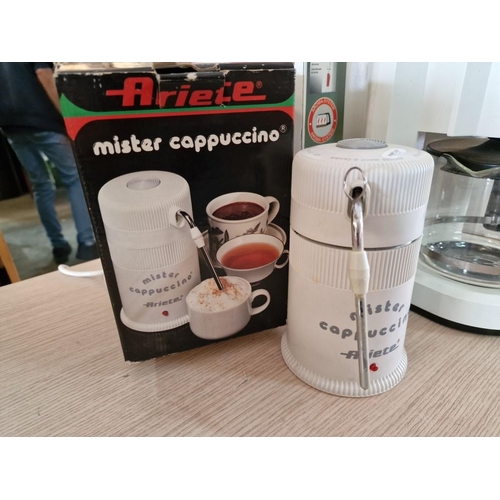 Ariete®
mister cappuccino®
mister
cappuccino®
Ariete
mister
cappuccino
Ariete®